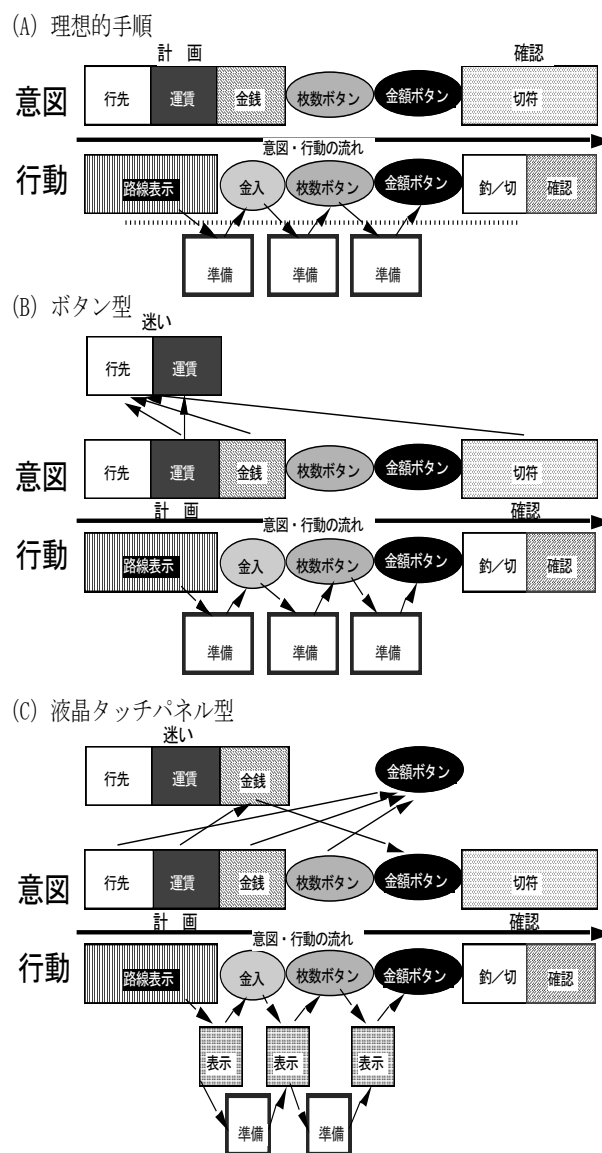 (A) 理想的手順
計 画 確認
意図 行先 運賃 金銭 枚数ボタン 金額ボタン 切符
意図・行動の流れ
行動 路線表示 金入 枚数ボタン 金額ボタン 釣／切 確認
準備 準備 準備
(B) ボタン型
迷い
行先 運賃
意図 行先 運賃 金銭 枚数ボタン 金額ボタン 切符
計 画 確認
意図・行動の流れ
行動 路線表示 金入 枚数ボタン 金額ボタン 釣／切 確認
準備 準備 準備
(C) 液晶タッチパネル型
迷い
行先 運賃 金銭 金額ボタン
意図 行先 運賃 金銭 枚数ボタン 金額ボタン 切符
計 画 確認
意図・行動の流れ
行動 路線表示 金入 枚数ボタン 金額ボタン 釣／切 確認
表示 表示 表示
準備 準備